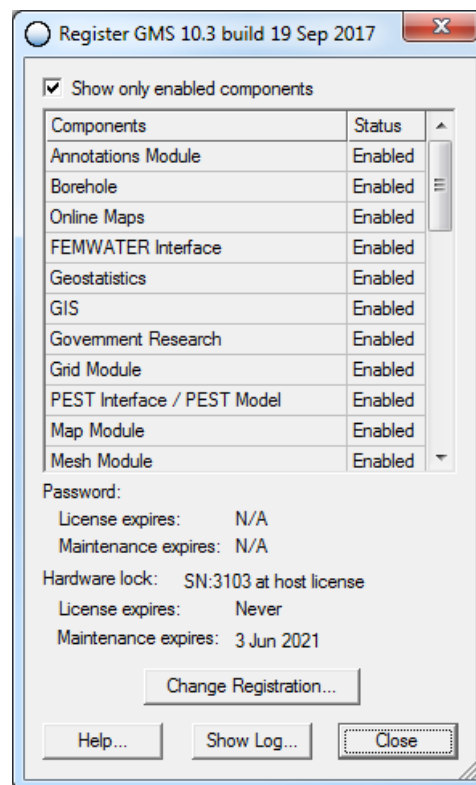 Register GMS 10.3 build 19 Sep 2017
Show only enabled components
Components Status
Annotations Module Enabled
Borehole Enabled
Online Maps Enabled
FEMWATER Interface Enabled
Geostatistics Enabled
GIS Enabled
Government Research Enabled
Grid Module Enabled
PEST Interface / PEST Model Enabled
Map Module Enabled
Mesh Module Enabled
Password:
License expires: N/A
Maintenance expires: N/A
Hardware lock: SN:3103 at host license
License expires: Never
Maintenance expires: 3 Jun 2021
Change Registration...
Help... Show Log... Close